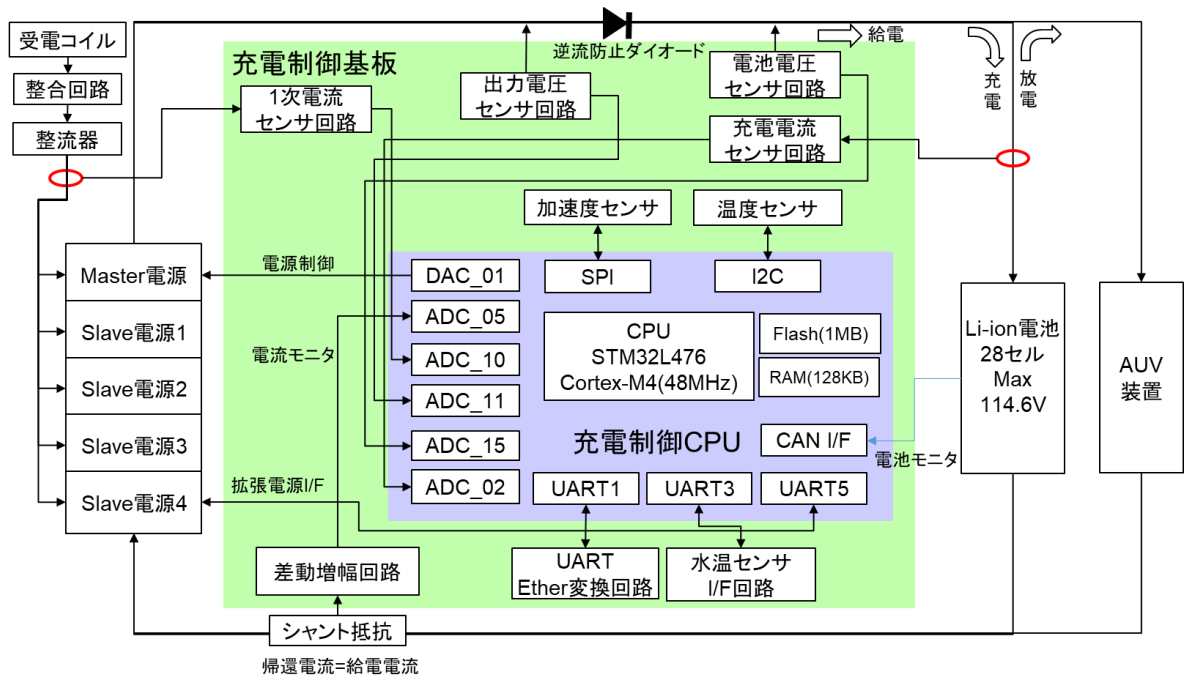 受電コイル
整合回路
整流器
逆流防止ダイオード
給電
充電
放電
充電制御基板
1次電流
センサ回路
出力電圧
センサ回路
電池電圧
センサ回路
充電電流
センサ回路
加速度センサ
温度センサ
電源制御
DAC_01
SPI
I2C
Master電源
Slave電源1
Slave電源2
Slave電源3
Slave電源4
ADC_05
電流モニタ
ADC_10
ADC_11
ADC_15
ADC_02
CPU
STM32L476
Cortex-M4(48MHz)
Flash(1MB)
RAM(128KB)
充電制御CPU
CAN I/F
電池モニタ
Li-ion電池
28セル
Max
114.6V
AUV
装置
拡張電源I/F
UART1
UART3
UART5
差動増幅回路
UART
Ether変換回路
水温センサ
I/F回路
シャント抵抗
帰還電流=給電電流